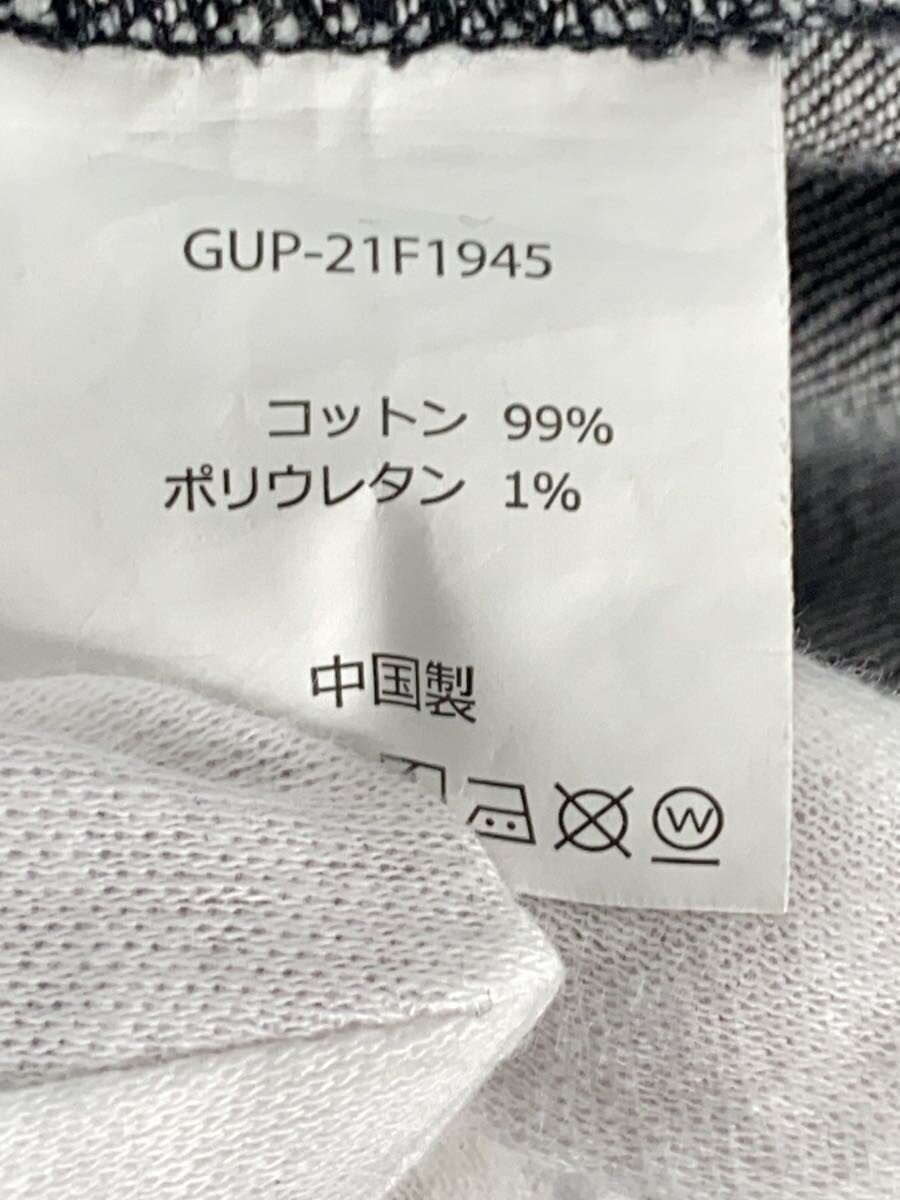 GUP-21F1945
コットン 99%
ポリウレタン 1%
中国製
W